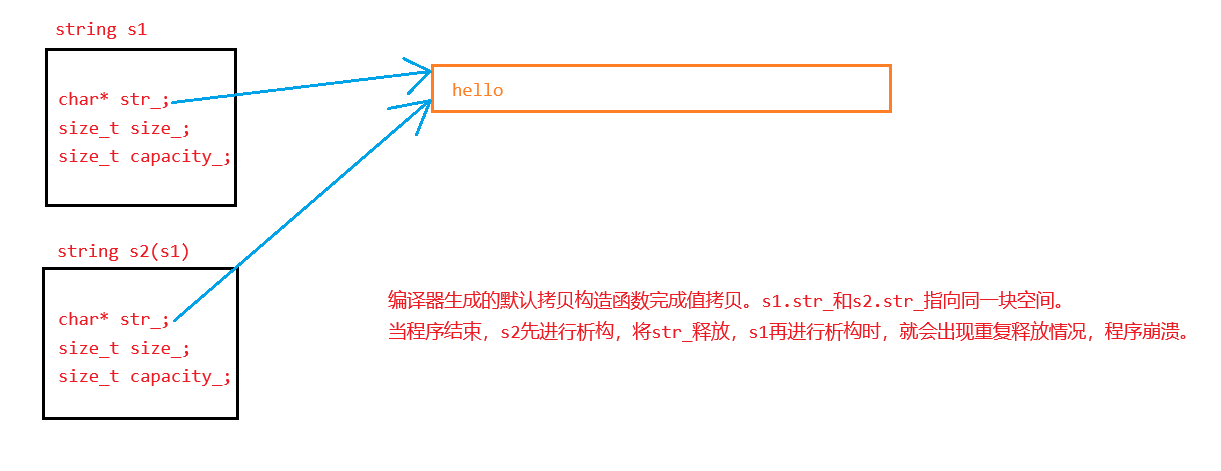 string s1
char* str_;
size_t size_;
size_t capacity_;
hello
string s2(s1)
char* str_;
size_t size_;
size_t capacity_;
编译器生成的默认拷贝构造函数完成值拷贝。s1.str_和s2.str_指向同一块空间。
当程序结束，s2先进行析构，将str_释放，s1再进行析构时，就会出现重复释放情况，程序崩溃。